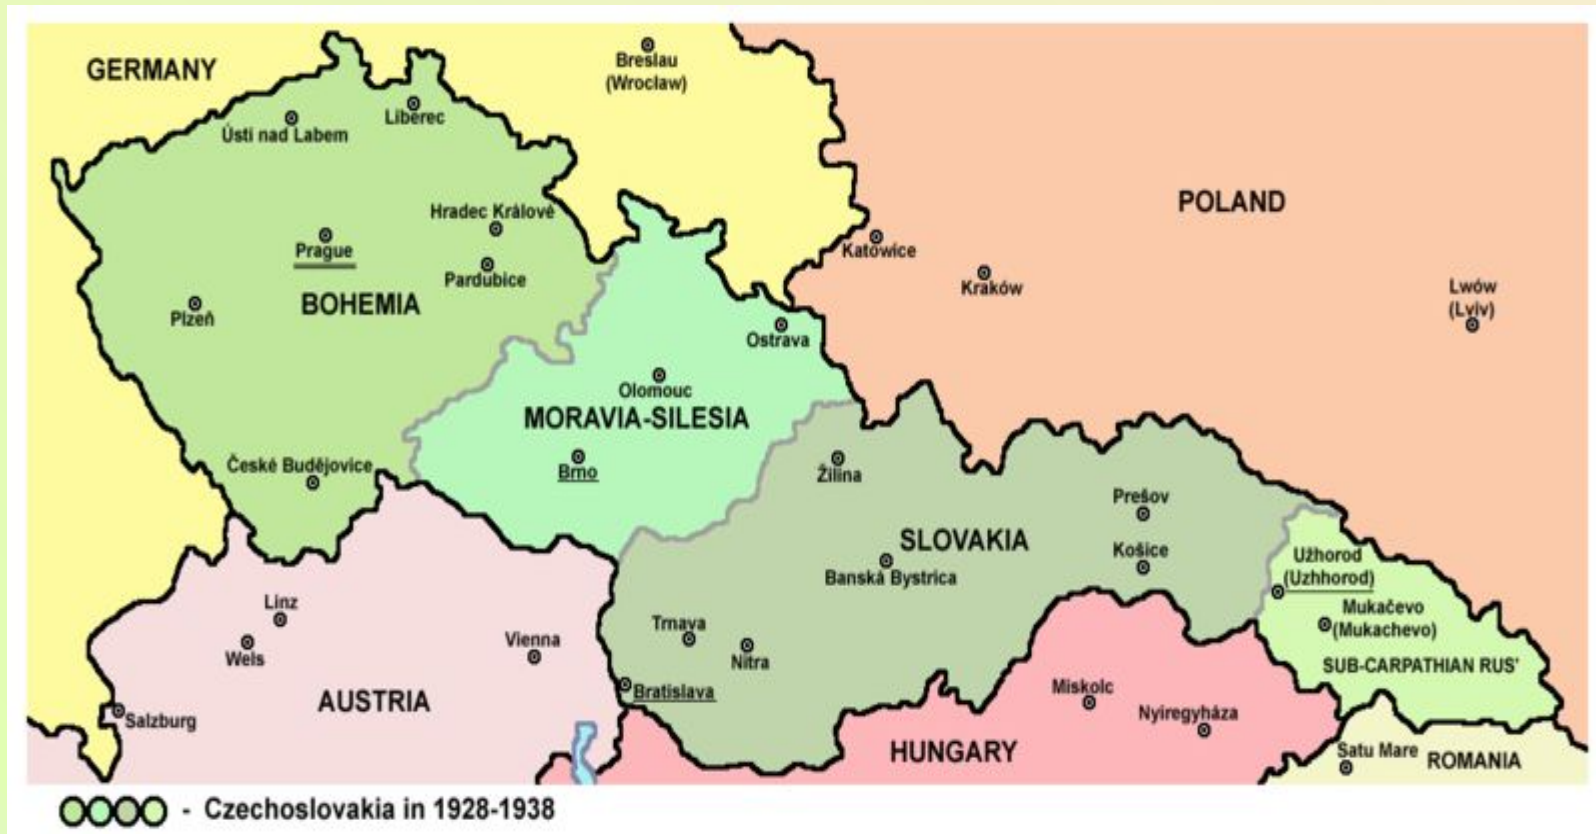 GERMANY
Breslau
(Wrocław)
Liberec
Ústí nad Labem
POLAND
Hradec Králově
Prague
Katowice
Pardubice
Kraków
Lwów
(Lviv)
BOHEMIA
Plzeň
Ostrava
Olomouc
MORAVIA-SILESIA
České Budějovice
Brno
Žilina
Prešov
SLOVAKIA
Košice
Užhorod
(Uzhhorod)
Banská Bystrica
Linz
Mukačevo
(Mukachevo)
Trnava
Vienna
Wels
Nitra
SUB-CARPATHIAN RUS'
Bratislava
Miskolc
AUSTRIA
Salzburg
Nyiregyháza
HUNGARY
Satu Mare
ROMANIA
- Czechoslovakia in 1928-1938